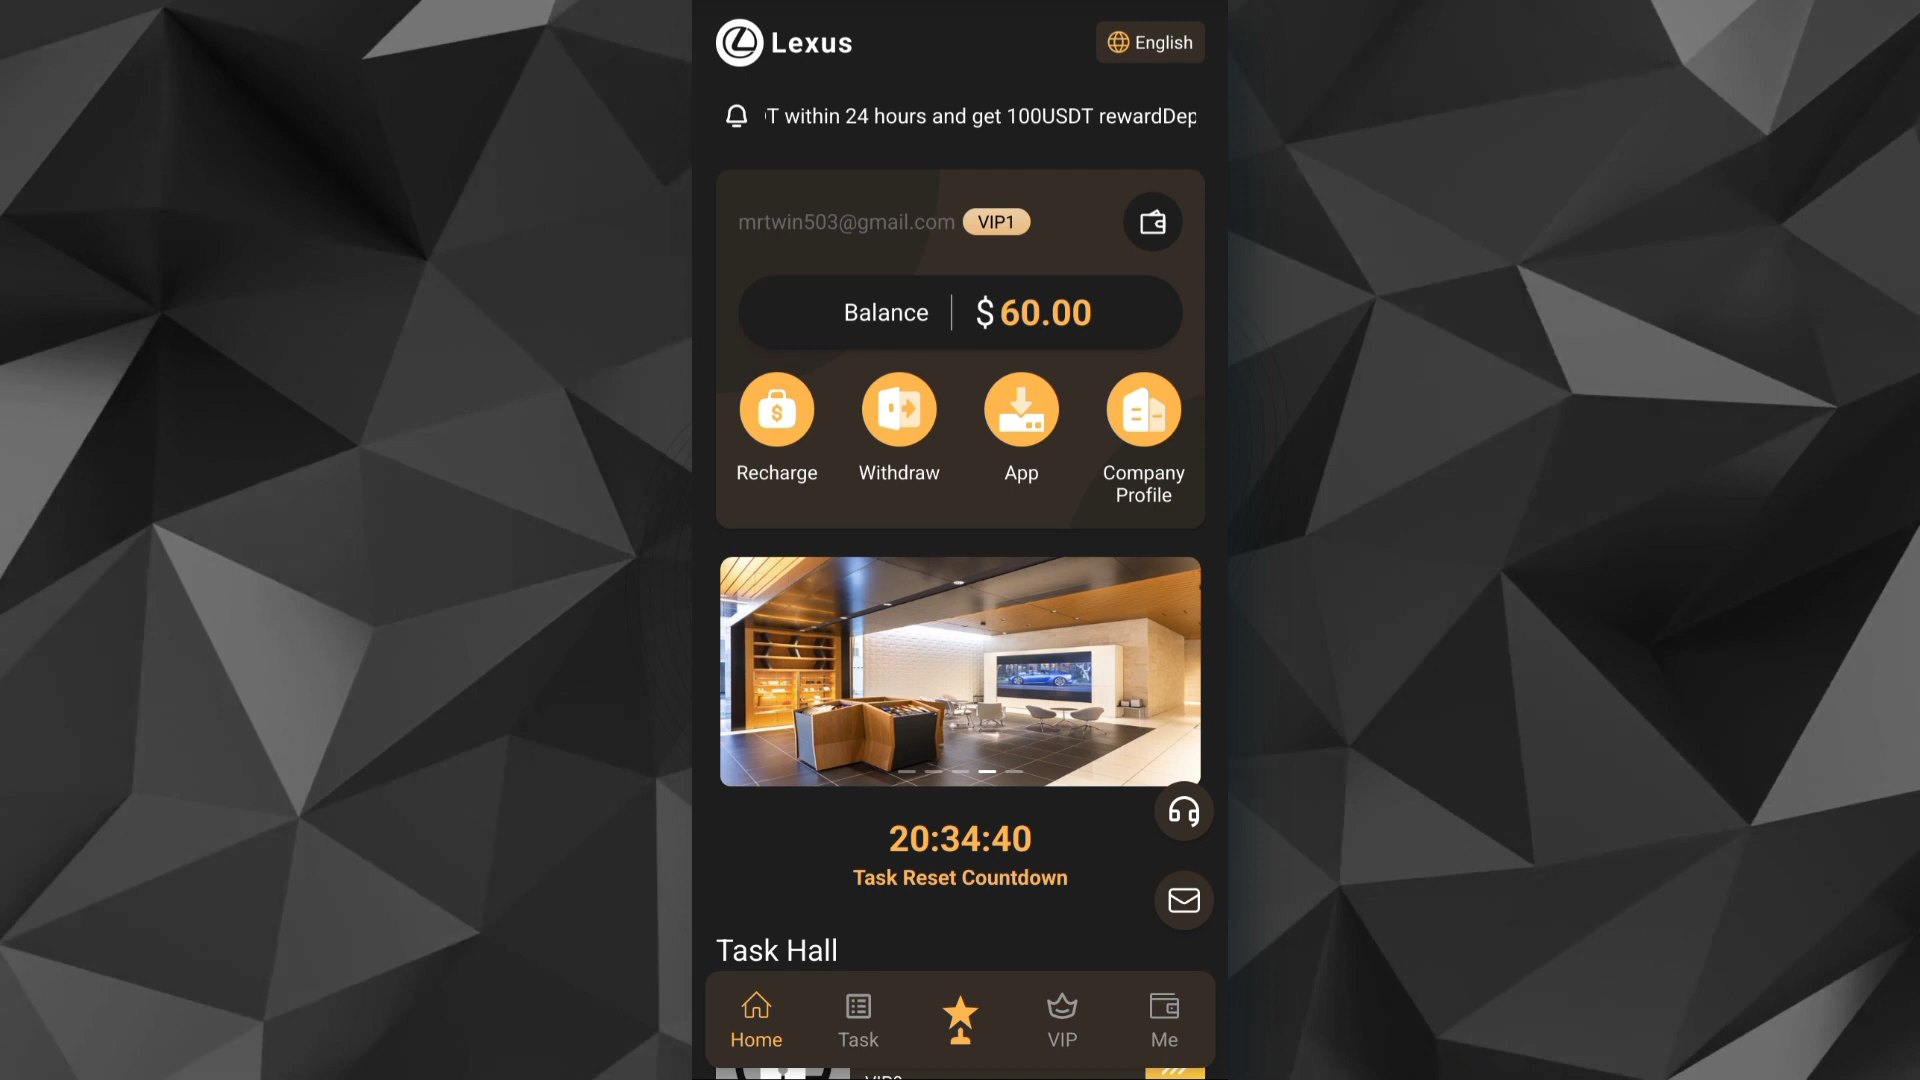 Lexus
English
T within 24 hours and get 100USDT rewardDep
mrtwin503@gmail.com VIP1
Balance $60.00
Recharge Withdraw App Company Profile
20:34:40
Task Reset Countdown
Task Hall
Home Task VIP Me